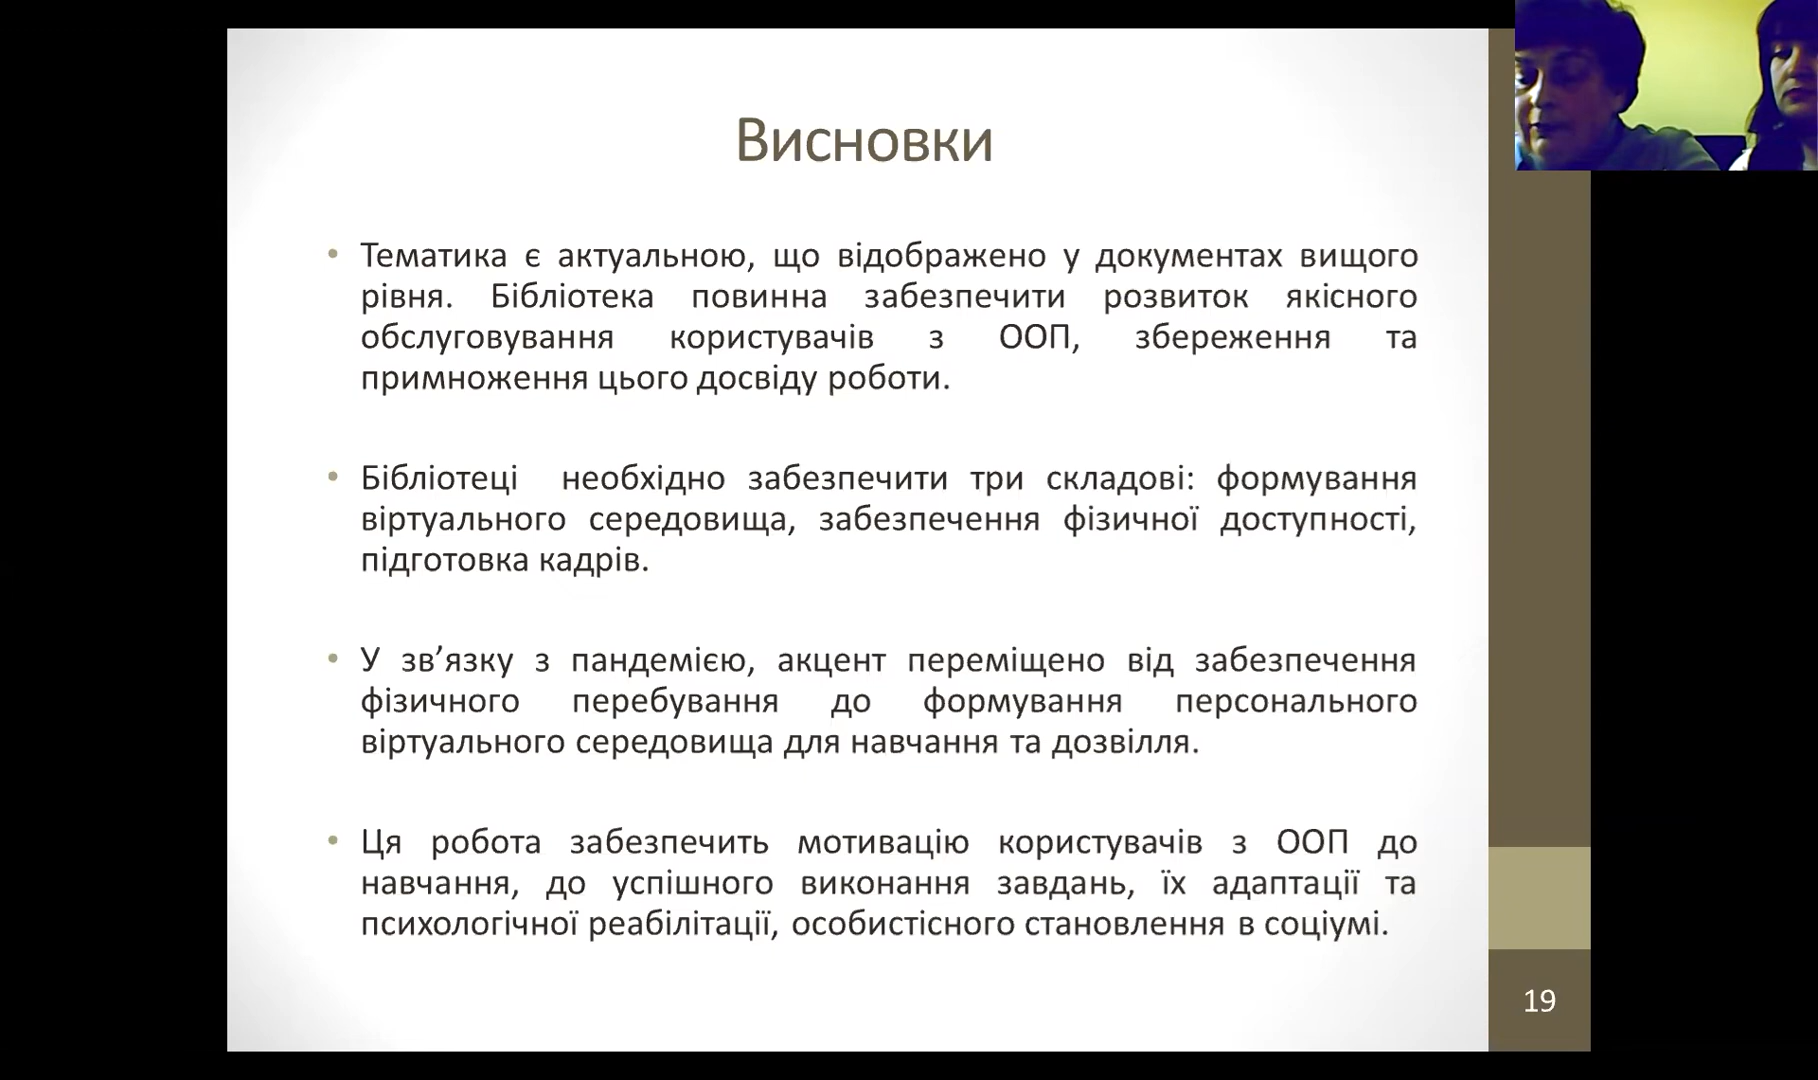 Висновки
• Тематика є актуальною, що відображено у документах вищого
рівня. Бібліотека повинна забезпечити розвиток якісного
обслуговування користувачів з ООП, збереження та
примноження цього досвіду роботи.
• Бібліотеці необхідно забезпечити три складові: формування
віртуального середовища, забезпечення фізичної доступності,
підготовка кадрів.
• У зв’язку з пандемією, акцент переміщено від забезпечення
фізичного перебування до формування персонального
віртуального середовища для навчання та дозвілля.
• Ця робота забезпечить мотивацію користувачів з ООП до
навчання, до успішного виконання завдань, їх адаптації та
психологічної реабілітації, особистісного становлення в соціумі.
19